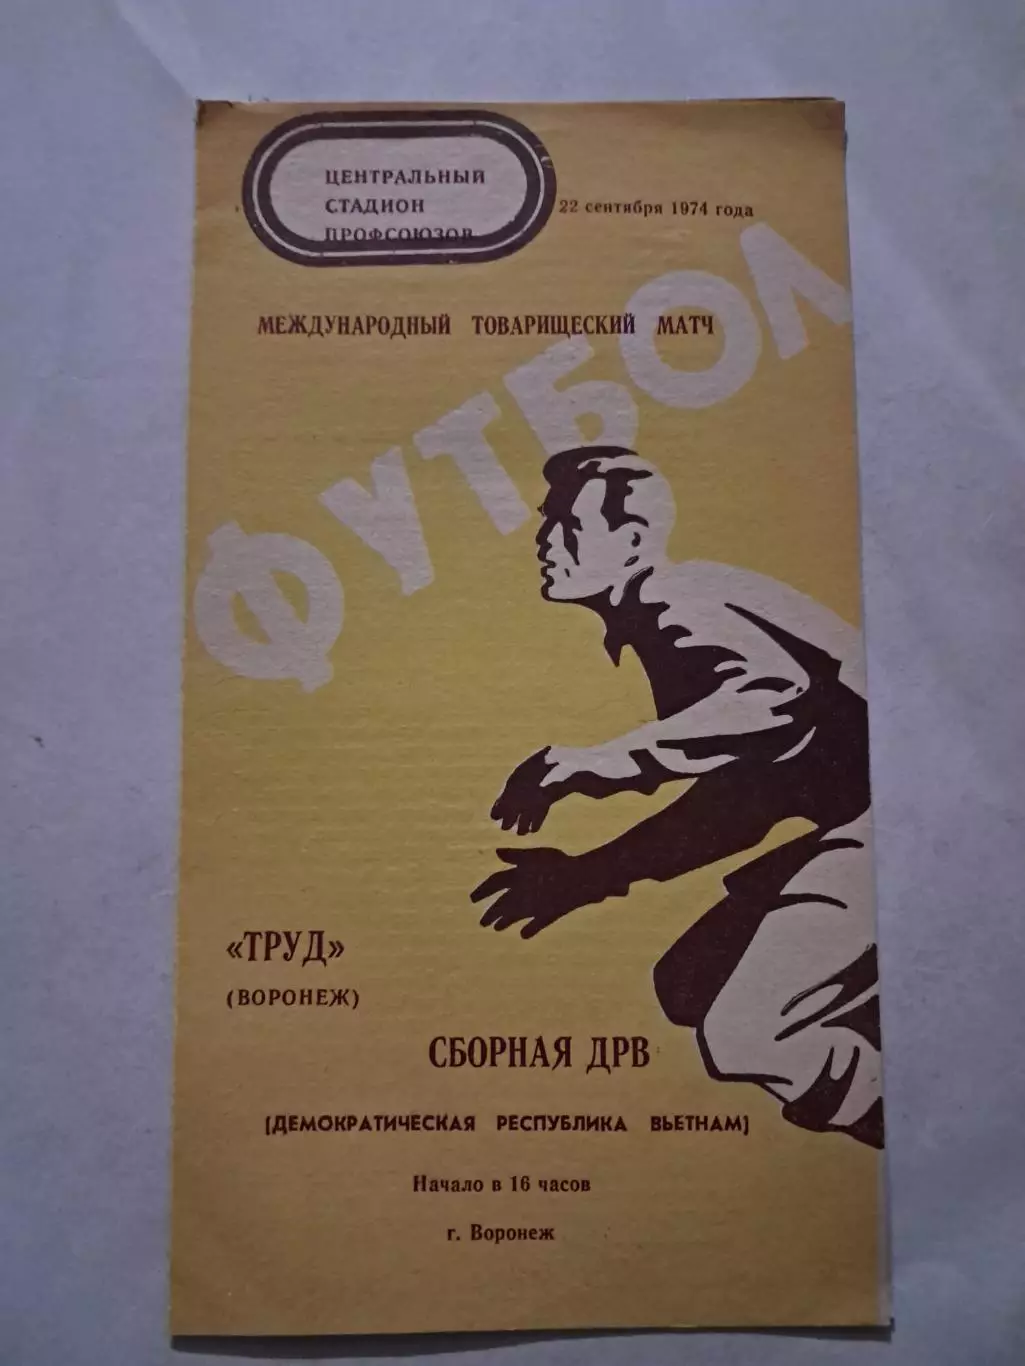 ЦЕНТРАЛЬНЫЙ
СТАДИОН
ПРОФСОЮЗОВ
22 сентября 1974 года
МЕЖДУНАРОДНЫЙ ТОВАРИЩЕСКИЙ МАТЧ
ФУТБОЛ
«ТРУД»
(ВОРОНЕЖ)
СБОРНАЯ ДРВ
(ДЕМОКРАТИЧЕСКАЯ РЕСПУБЛИКА ВЬЕТНАМ)
Начало в 16 часов
г. Воронеж